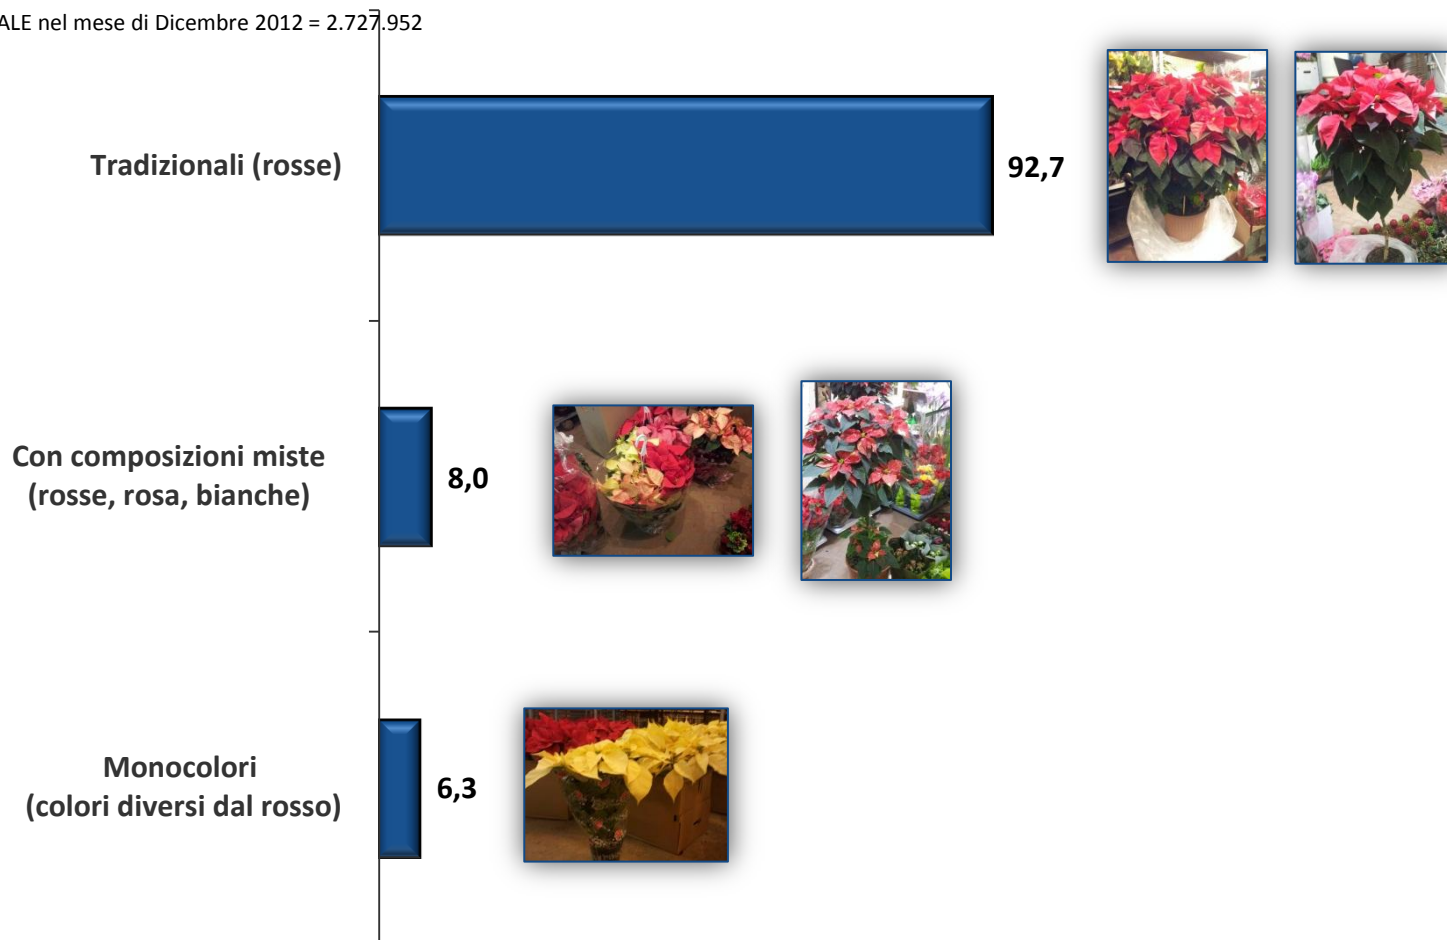 ALE nel mese di Dicembre 2012 = 2.727.952
Tradizionali (rosse)
92,7
Con composizioni miste
(rosse, rosa, bianche)
8,0
Monocolori
(colori diversi dal rosso)
6,3